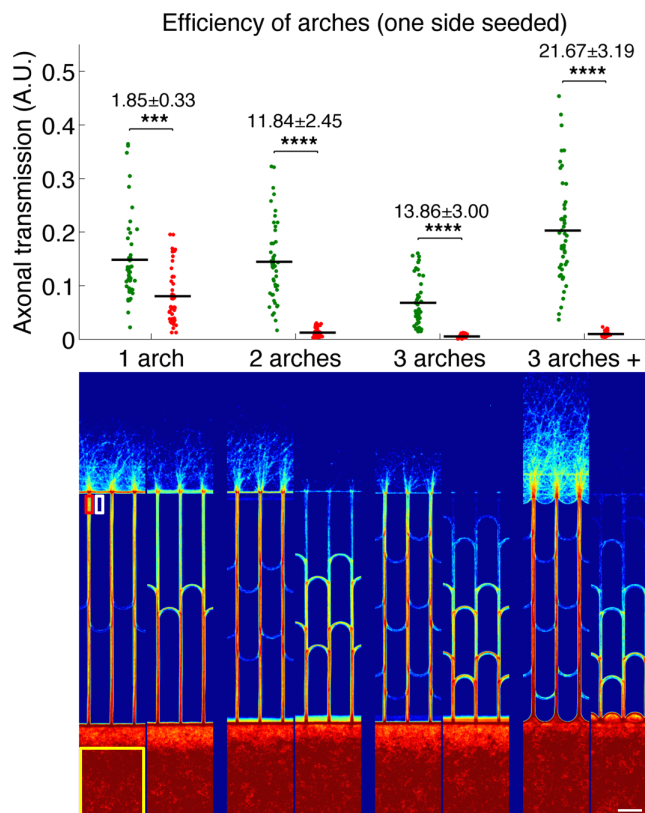 Efficiency of arches (one side seeded)
Axonal transmission (A.U.)
0.5
0.4
0.3
0.2
0.1
0
1.85±0.33
***
11.84±2.45
****
13.86±3.00
****
21.67±3.19
****
1 arch
2 arches
3 arches
3 arches +